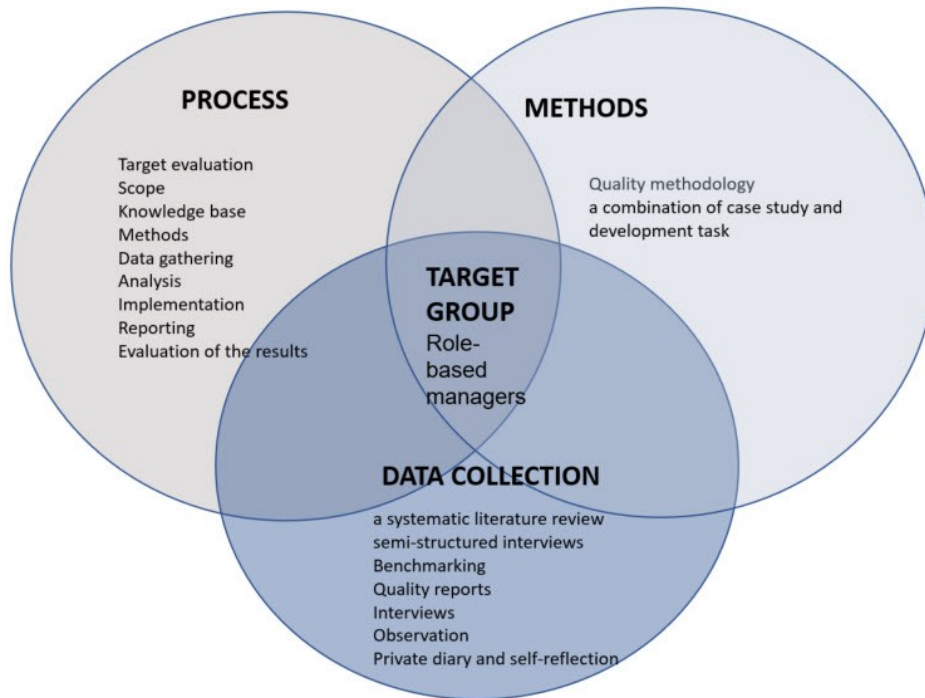 PROCESS
Target evaluation
Scope
Knowledge base
Methods
Data gathering
Analysis
Implementation
Reporting
Evaluation of the results
METHODS
Quality methodology
a combination of case study and
development task
TARGET
GROUP
Role-
based
managers
DATA COLLECTION
a systematic literature review
semi-structured interviews
Benchmarking
Quality reports
Interviews
Observation
Private diary and self-reflection